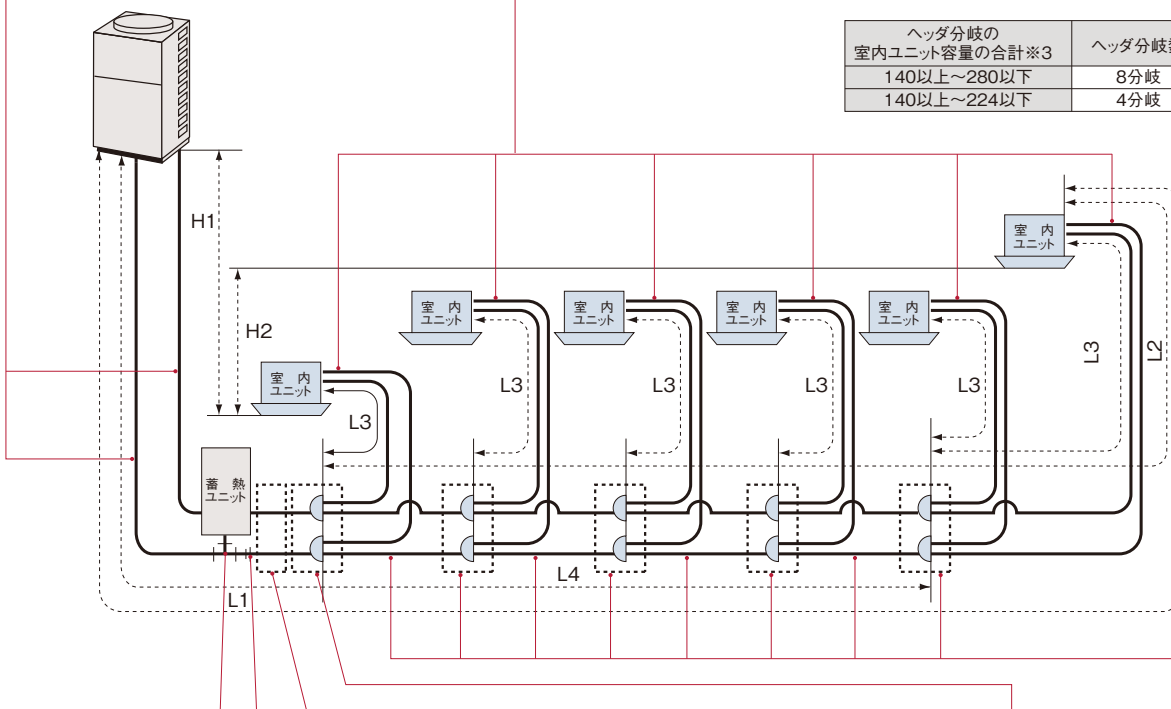 ヘッダ分岐の
室内ユニット容量の合計※3
ヘッダ分岐数
140以上〜280以下
8分岐
140以上〜224以下
4分岐
H1
H2
室 内
ユニット
室 内
ユニット
室 内
ユニット
室 内
ユニット
室 内
ユニット
室 内
ユニット
L3
L3
L3
L3
L3
L3
L2
蓄 熱
ユニット
L4
L1